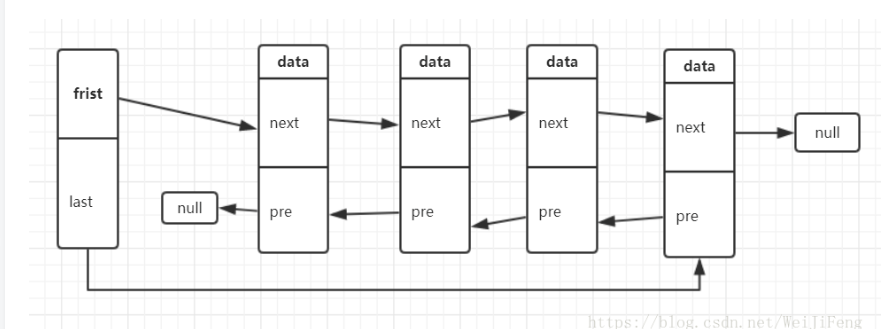 data data data data
frist
next next next next
null
last
null
pre pre pre pre
https://blog.csdn.net/WeiJiFeng